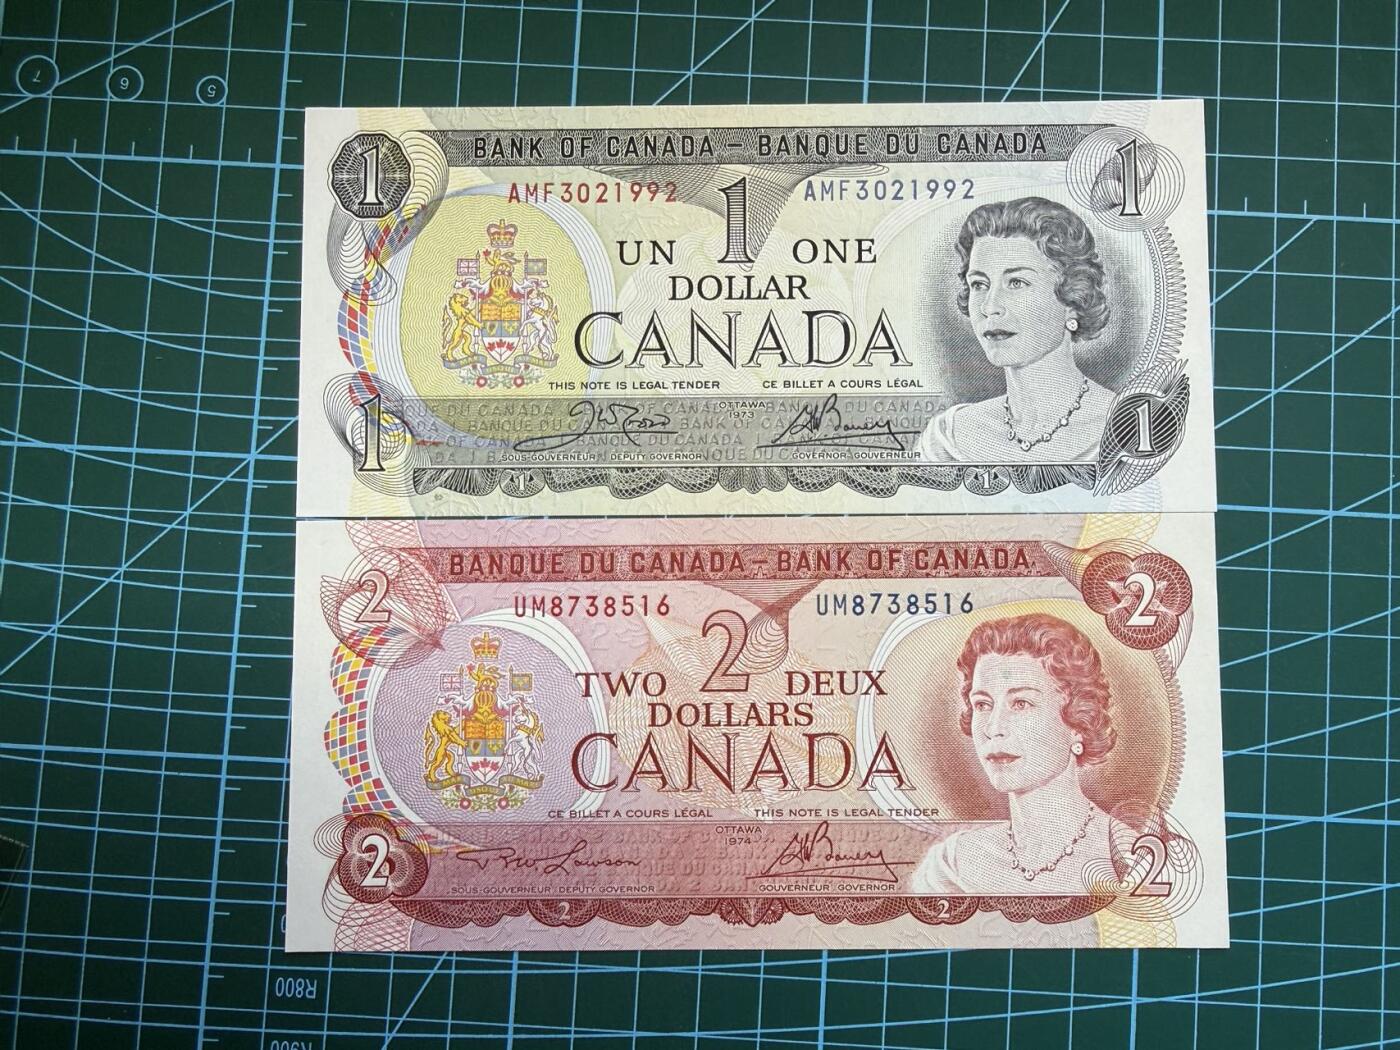 7 6 5
1 BANK OF CANADA – BANQUE DU CANADA 1
AMF3021992 1 AMF3021992
UN ONE
DOLLAR
CANADA
THIS NOTE IS LEGAL TENDER CE BILLET A COURS LÉGAL
OTTAWA
1973
1 1
SOUS-GOUVERNEUR DEPUTY GOVERNOR GOVERNOR-GOUVERNEUR
1 1
BANQUE DU CANADA – BANK OF CANADA
2 2
UM8738516 2 UM8738516
TWO DEUX
DOLLARS
CANADA
CE BILLET A COURS LÉGAL THIS NOTE IS LEGAL TENDER
OTTAWA
1974
2 R.W. Lawson 2
SOUS-GOUVERNEUR DEPUTY GOVERNOR GOUVERNEUR GOVERNOR
2 2
R800